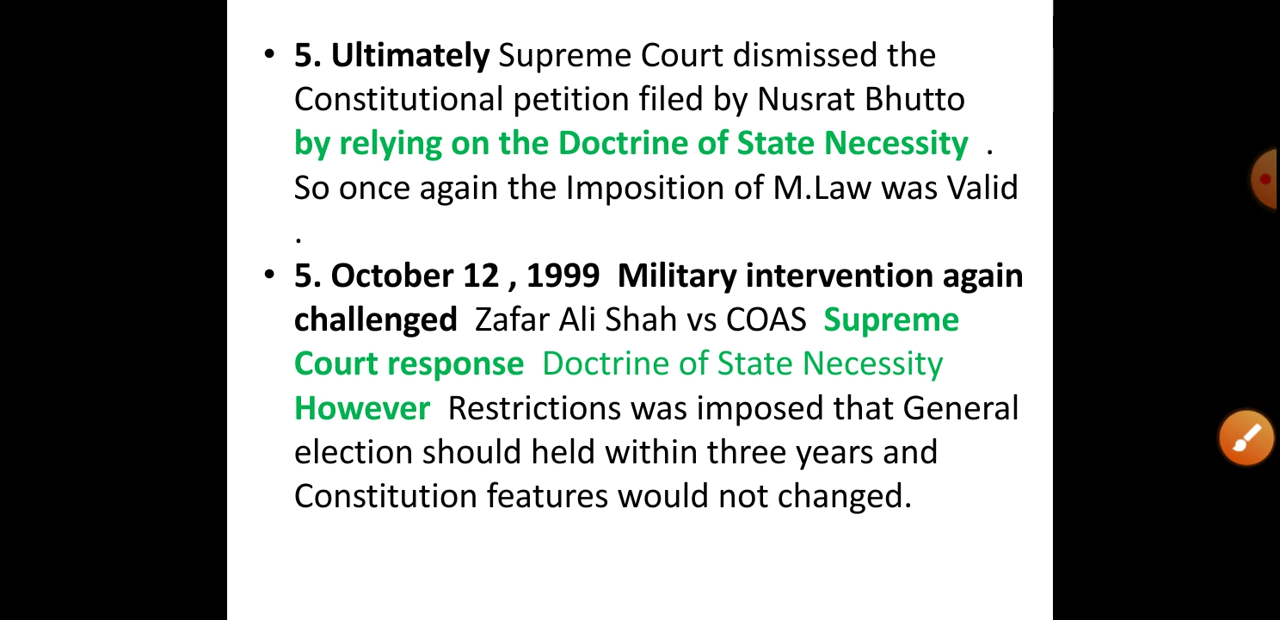 • 5. Ultimately Supreme Court dismissed the
Constitutional petition filed by Nusrat Bhutto
by relying on the Doctrine of State Necessity .
So once again the Imposition of M.Law was Valid
.
• 5. October 12 , 1999 Military intervention again
challenged Zafar Ali Shah vs COAS Supreme
Court response Doctrine of State Necessity
However Restrictions was imposed that General
election should held within three years and
Constitution features would not changed.